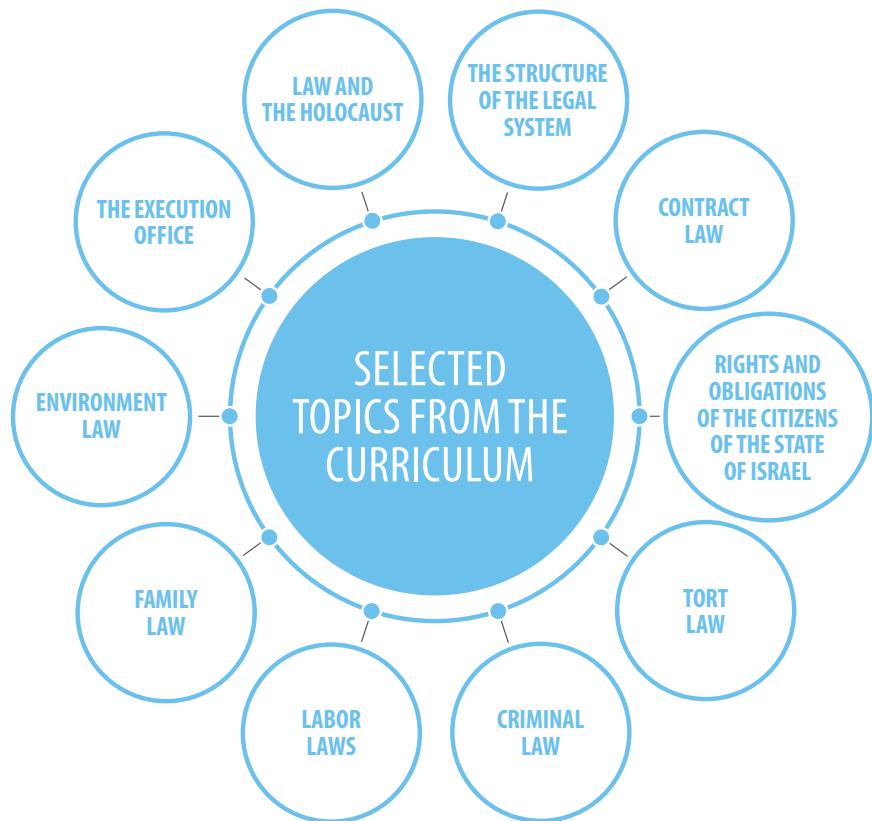 SELECTED
TOPICS FROM THE
CURRICULUM
THE STRUCTURE
OF THE LEGAL
SYSTEM
CONTRACT
LAW
RIGHTS AND
OBLIGATIONS
OF THE CITIZENS
OF THE STATE
OF ISRAEL
TORT
LAW
CRIMINAL
LAW
LABOR
LAWS
FAMILY
LAW
ENVIRONMENT
LAW
THE EXECUTION
OFFICE
LAW AND
THE HOLOCAUST